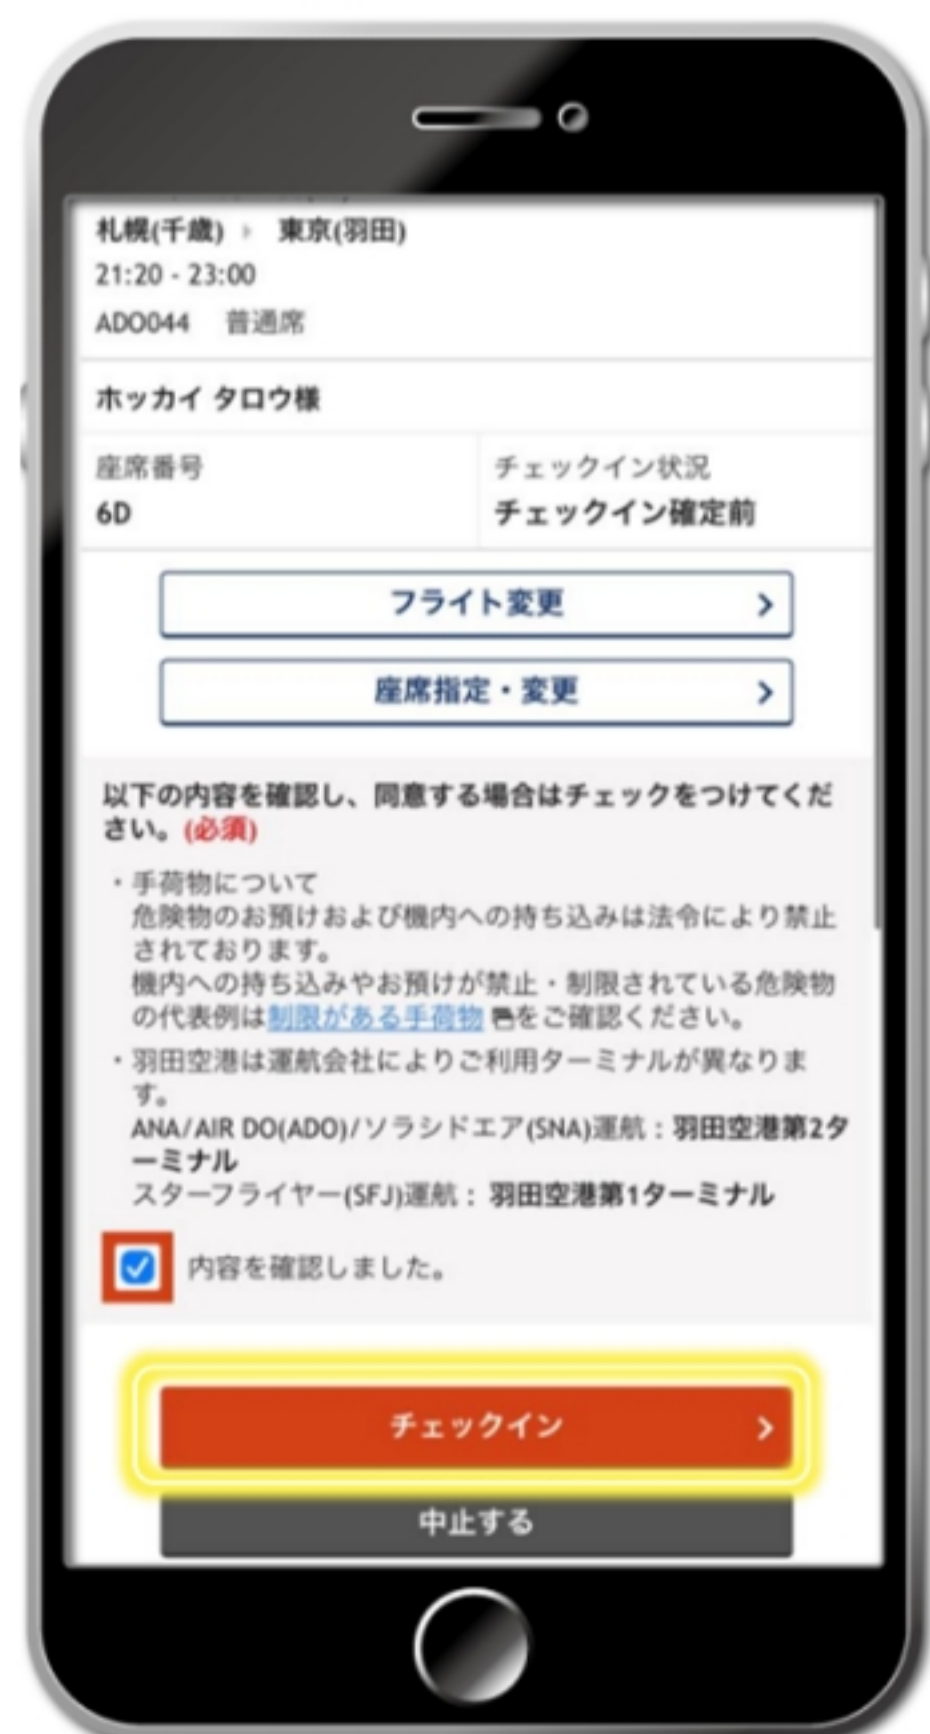 札幌(千歳) 東京(羽田)
21:20 - 23:00
ADO044 普通席
ホッカイ タロウ様
座席番号 チェックイン状況
6D チェックイン確定前
フライト変更
座席指定・変更
以下の内容を確認し、同意する場合はチェックをつけてくだ
さい。(必須)
・手荷物について
危険物のお預けおよび機内への持ち込みは法令により禁止
されております。
機内への持ち込みやお預けが禁止・制限されている危険物
の代表例は制限がある手荷物 をご確認ください。
・羽田空港は運航会社によりご利用ターミナルが異なりま
す。
ANA/AIR DO(ADO)/ソラシドエア(SNA)運航：羽田空港第2タ
ーミナル
スターフライヤー(SFJ)運航：羽田空港第1ターミナル
内容を確認しました。
チェックイン
中止する